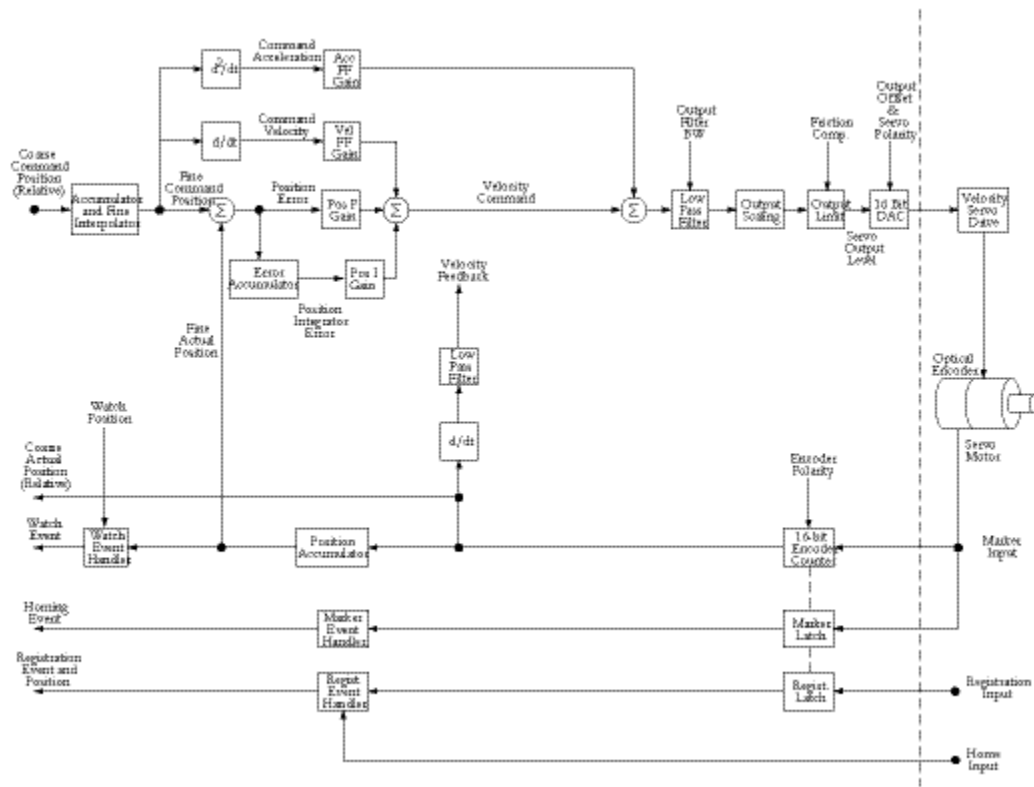 Coarse
Command
Position
(Relative)
Accumulator
and Fine
Interpolator
d²/dt
Command
Acceleration
Acc
FF
Gain
d/dt
Command
Velocity
Vel
FF
Gain
Fine
Command
Position
Σ
Position
Error
Pos P
Gain
Σ
Error
Accumulator
Pos I
Gain
Position
Integrator
Error
Velocity
Command
Σ
Output
Filter
BW
Low
Pass
Filter
Output
Scaling
Friction
Comp.
Output
Limit
Servo
Output
Level
Output
Offset
&
Servo
Polarity
16 Bit
DAC
Velocity
Servo
Drive
Velocity
Feedback
Low
Pass
Filter
d/dt
Fine
Actual
Position
Optical
Encoder
Servo
Motor
Watch
Position
Coarse
Actual
Position
(Relative)
Encoder
Polarity
Watch
Event
Watch
Event
Handler
Position
Accumulator
16-bit
Encoder
Counter
Marker
Input
Homing
Event
Marker
Event
Handler
Marker
Latch
Registration
Event and
Position
Regist.
Event
Handler
Regist.
Latch
Registration
Input
Home
Input